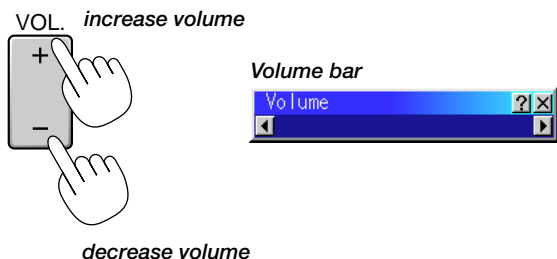 VOL.
increase volume
+
–
decrease volume
Volume bar
Volume ? X